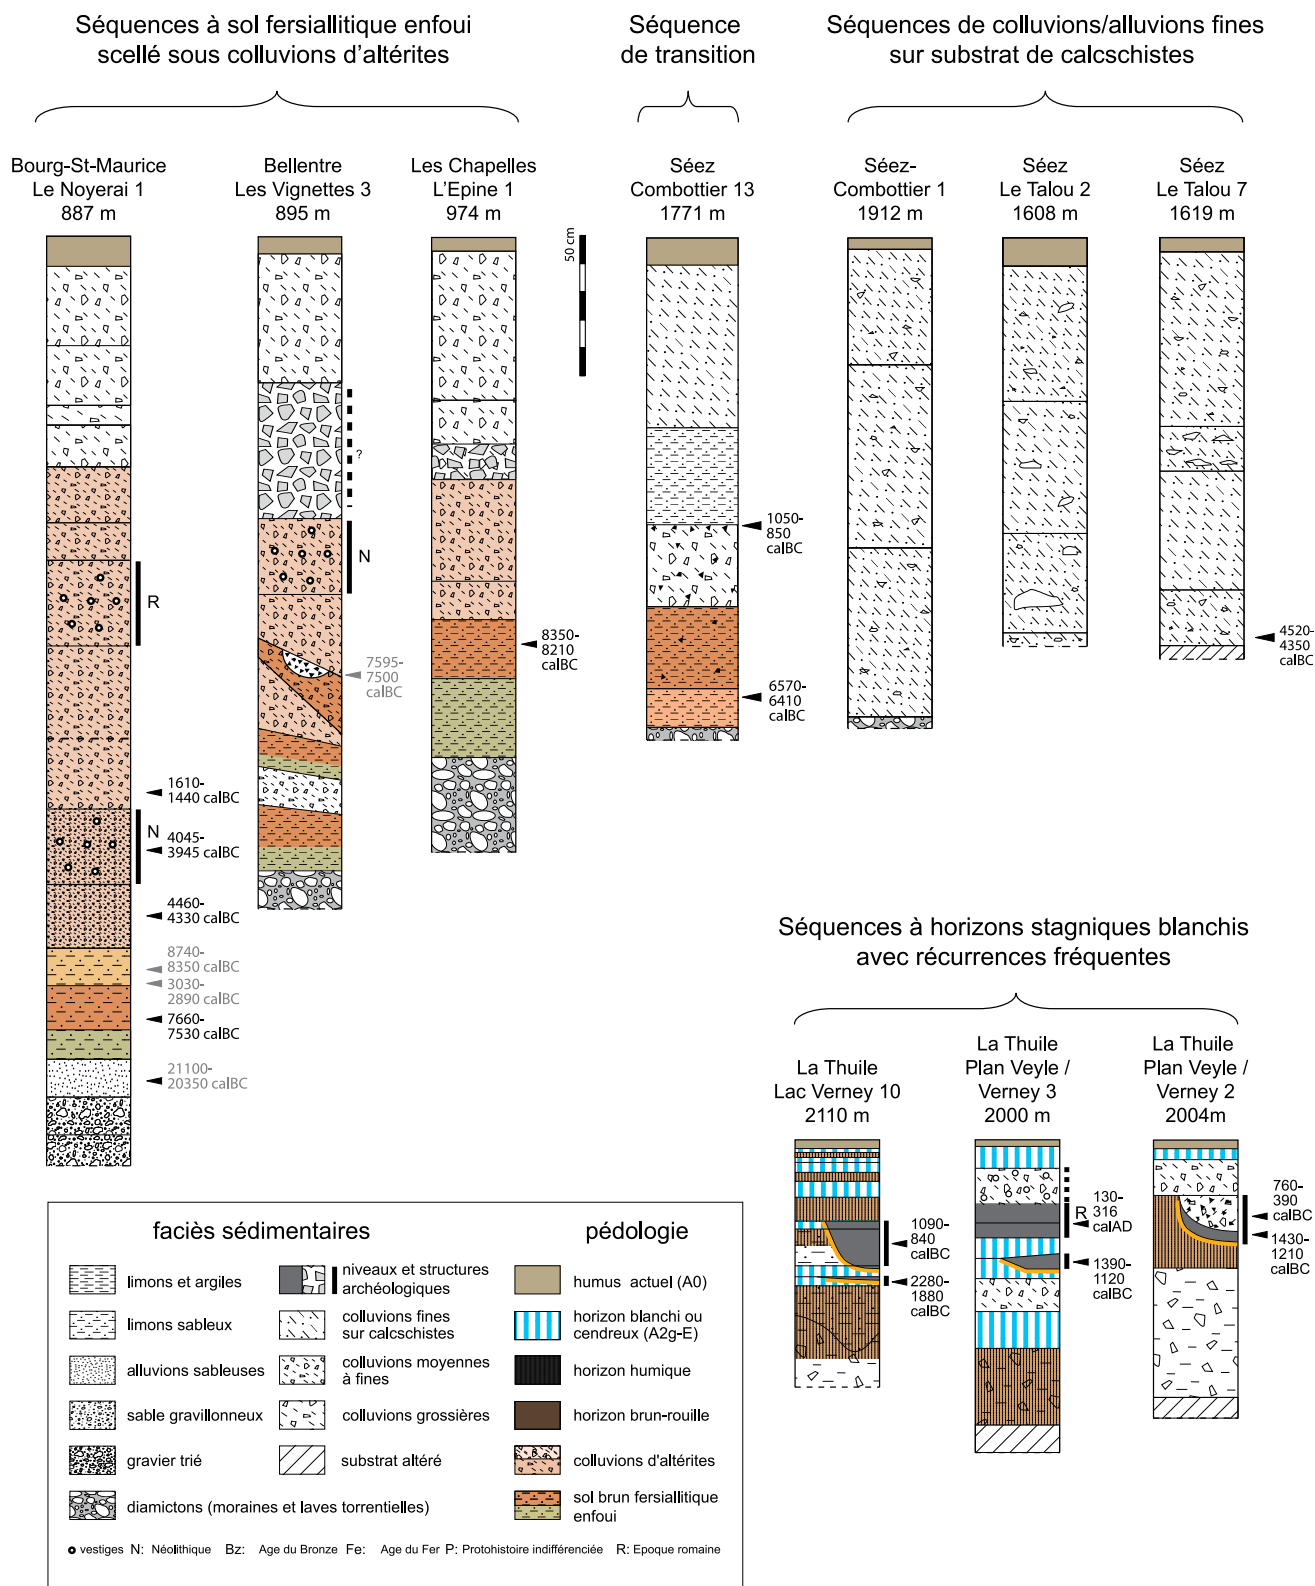 Séquences à sol fersiallitique enfoui
scellé sous colluvions d'altérites
Séquence
de transition
Séquences de colluvions/alluvions fines
sur substrat de calcschistes
Bourg-St-Maurice
Le Noyerai 1
887 m
Bellentre
Les Vignettes 3
895 m
Les Chapelles
L'Epine 1
974 m
Séez
Combottier 13
1771 m
Séez-
Combottier 1
1912 m
Séez
Le Talou 2
1608 m
Séez
Le Talou 7
1619 m
50 cm
R
1610-
1440 calBC
N
4045-
3945 calBC
4460-
4330 calBC
8740-
8350 calBC
3030-
2890 calBC
7660-
7530 calBC
21100-
20350 calBC
?
N
7595-
7500
calBC
8350-
8210
calBC
1050-
850
calBC
6570-
6410
calBC
4520-
4350
calBC
Séquences à horizons stagniques blanchis
avec récurrences fréquentes
La Thuile
Lac Verney 10
2110 m
La Thuile
Plan Veyle /
Verney 3
2000 m
La Thuile
Plan Veyle /
Verney 2
2004m
1090-
840
calBC
2280-
1880
calBC
130-
R 316
calAD
1390-
1120
calBC
760-
390
calBC
1430-
1210
calBC
faciès sédimentaires
limons et argiles
limons sableux
alluvions sableuses
sable gravillonneux
gravier trié
diamictons (moraines et laves torrentielles)
niveaux et structures
archéologiques
colluvions fines
sur calcschistes
colluvions moyennes
à fines
colluvions grossières
substrat altéré
pédologie
humus actuel (A0)
horizon blanchi ou
cendreux (A2g-E)
horizon humique
horizon brun-rouille
colluvions d'altérites
sol brun fersiallitique
enfoui
vestiges N: Néolithique Bz: Age du Bronze Fe: Age du Fer P: Protohistoire indifférenciée R: Epoque romaine